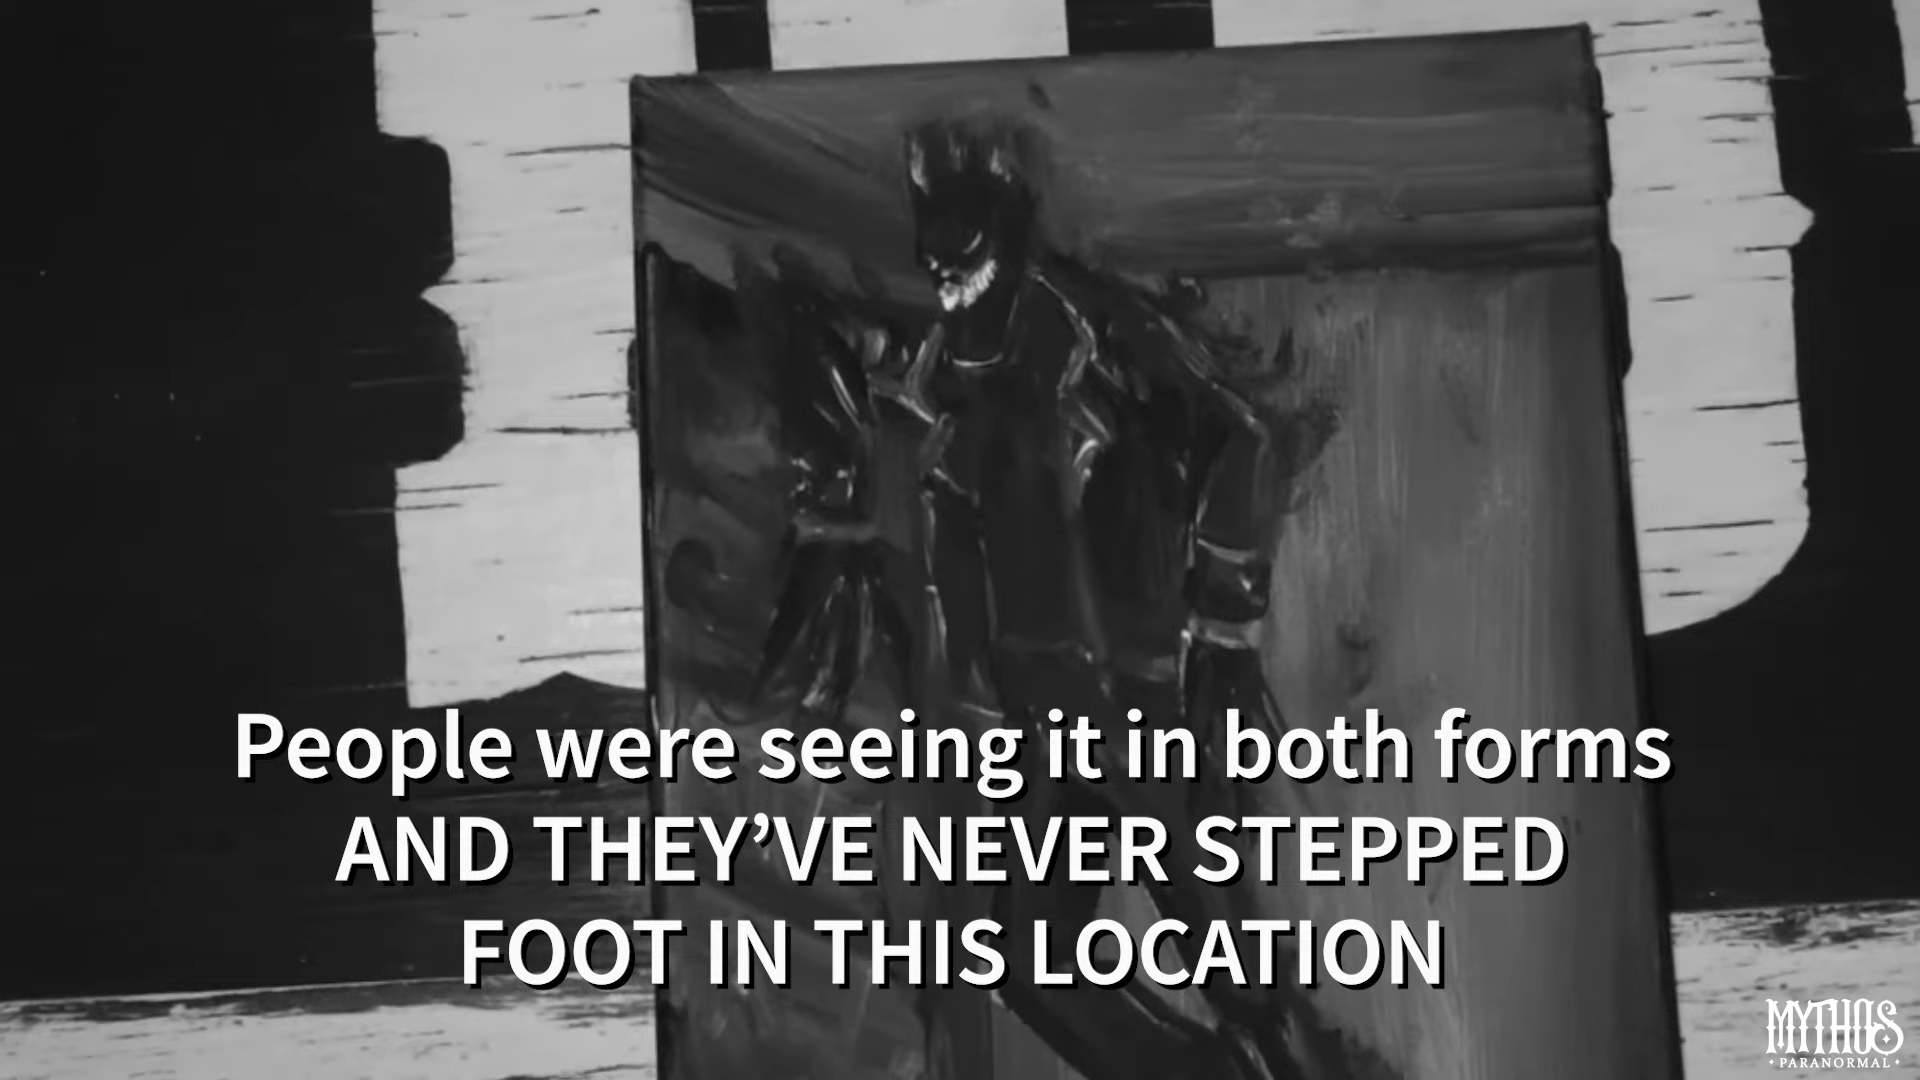 People were seeing it in both forms
AND THEY’VE NEVER STEPPED
FOOT IN THIS LOCATION
MYTHOS
PARANORMAL